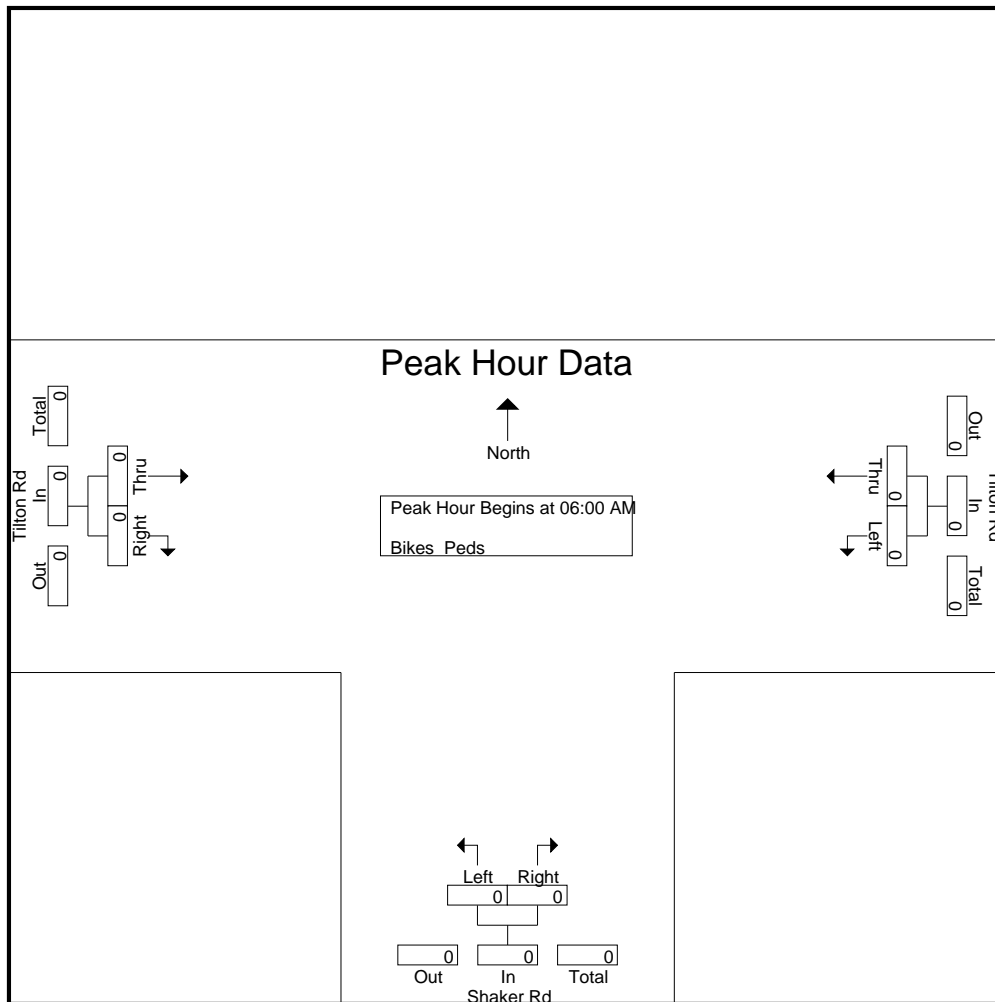 Peak Hour Data
North
Peak Hour Begins at 06:00 AM
Bikes Peds
Tilton Rd
Total
0
In
0
Out
0
Thru
0
Right
0
Out
0
In
0
Total
0
Thru
0
Left
0
Rd
Left Right
0 0
0 0 0
Out In Total
Shaker Rd